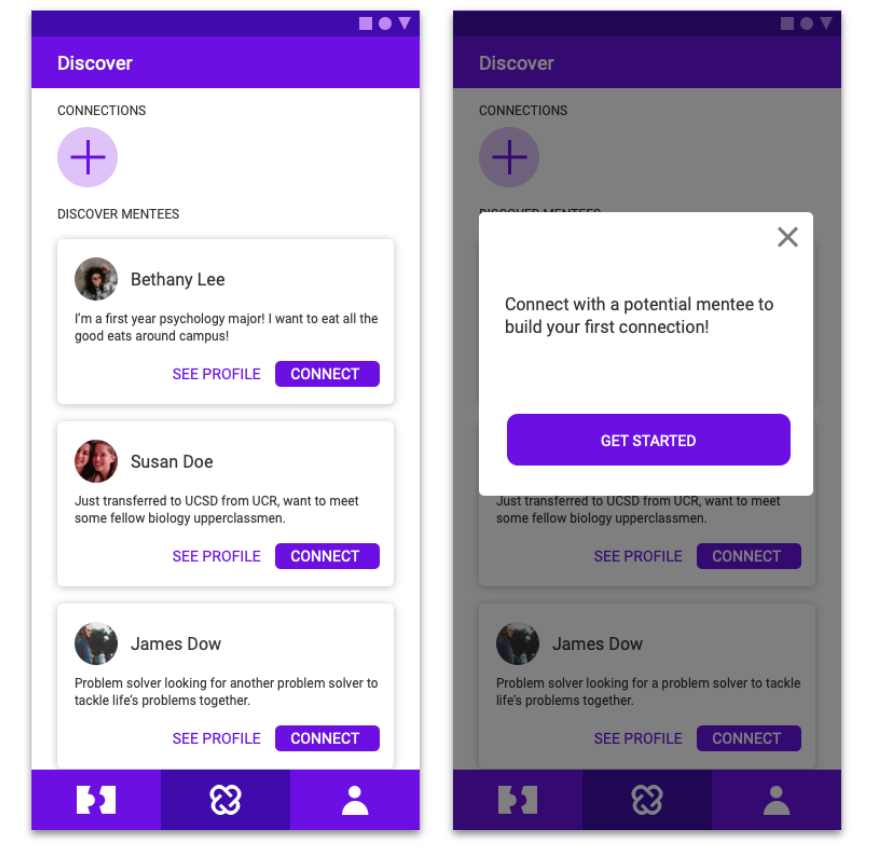 Discover
CONNECTIONS
DISCOVER MENTEES
Bethany Lee
I'm a first year psychology major! I want to eat all the
good eats around campus!
SEE PROFILE
CONNECT
Susan Doe
Just transferred to UCSD from UCR, want to meet
some fellow biology upperclassmen.
SEE PROFILE
CONNECT
James Dow
Problem solver looking for another problem solver to
tackle life's problems together.
SEE PROFILE
CONNECT
Discover
CONNECTIONS
DISCOVER MENTEES
Connect with a potential mentee to
build your first connection!
GET STARTED
Just transferred to UCSD from UCR, want to meet
some fellow biology upperclassmen.
SEE PROFILE
CONNECT
James Dow
Problem solver looking for a problem solver to tackle
life's problems together.
SEE PROFILE
CONNECT